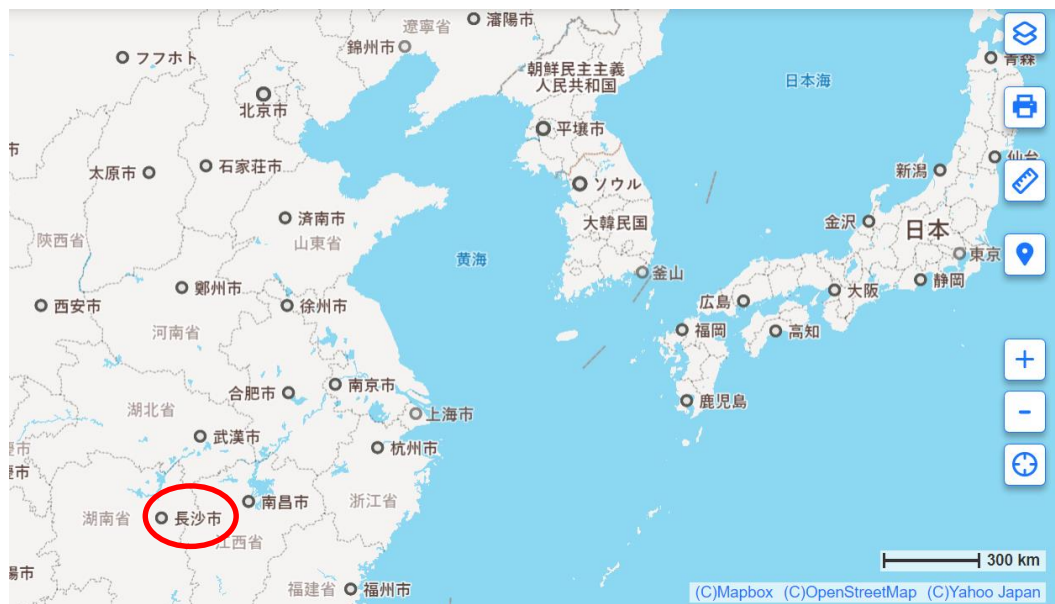 遼寧省
瀋陽市
錦州市
フフホト
青森
朝鮮民主主義
人民共和国
日本海
北京市
平壌市
市
仙台
太原市
石家荘市
新潟
ソウル
済南市
大韓民国
金沢
日本
山東省
陝西省
黄海
東京
釜山
静岡
鄭州市
大阪
西安市
徐州市
広島
河南省
福岡
高知
合肥市
南京市
鹿児島
湖北省
上海市
武漢市
杭州市
慶市
市
南昌市
浙江省
湖南省
長沙市
江西省
300 km
陽市
福建省
福州市
(C)Mapbox (C)OpenStreetMap (C)Yahoo Japan